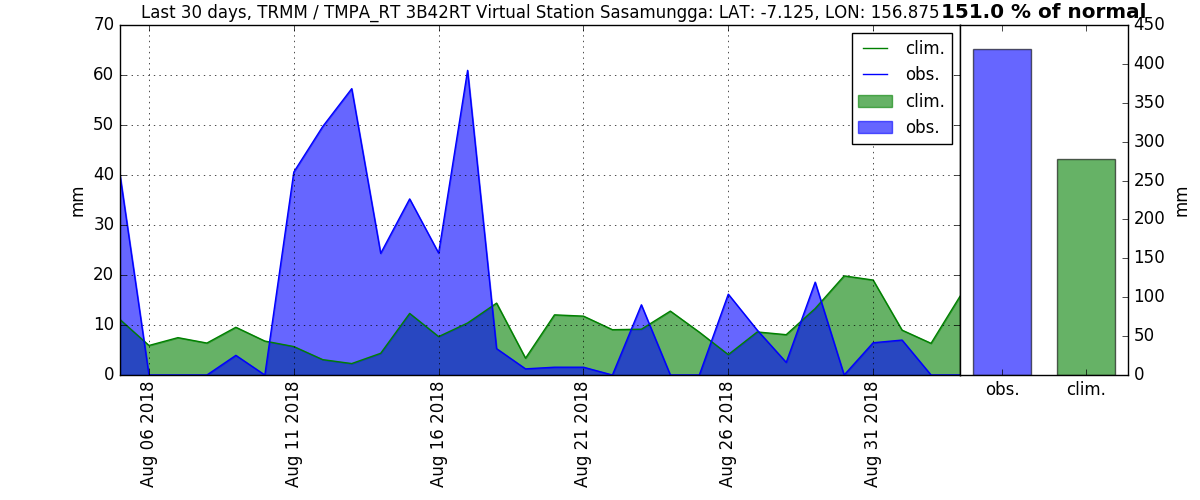 Last 30 days, TRMM / TMPA_RT 3B42RT Virtual Station Sasamungga: LAT: -7.125, LON: 156.875
151.0 % of normal
70
60
50
40
30
20
10
0
mm
clim.
obs.
clim.
obs.
Aug 06 2018
Aug 11 2018
Aug 16 2018
Aug 21 2018
Aug 26 2018
Aug 31 2018
450
400
350
300
250
200
150
100
50
0
mm
obs.
clim.